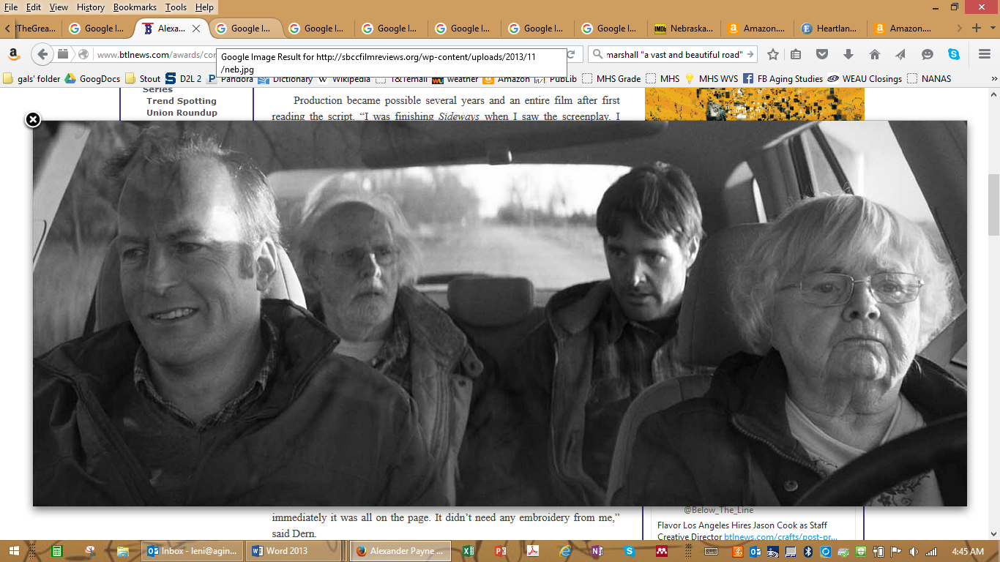 File Edit View History Bookmarks Tools Help
"TheGrea...
Google I...
Alexa...
Google I...
Google I...
Google I...
Google I...
Google I...
Google I...
IMDb Nebraska...
Amazon....
Heartlan...
Amazon....
www.btlnews.com/awards/co
marshall "a vast and beautiful road"
Google Image Result for http://sbccfilmreviews.org/wp-content/uploads/2013/11
/neb.jpg
gals' folder GoogDocs Stout D2L 2 Pandora Dictionary Wikipedia T&Temail weather Amazon PubLib MHS Grade MHS MHS WVS FB Aging Studies WEAU Closings NANAS
Series
Trend Spotting
Union Roundup
Production became possible several years and an entire film after first
reading the script. “I was finishing Sideways when I saw the screenplay. I
immediately it was all on the page. It didn’t need any embroidery from me,”
said Dern.
@Below_The_Line
Flavor Los Angeles Hires Jason Cook as Staff
Creative Director btlnews.com/crafts/post-pr...
Inbox - leni@agin...
Word 2013
Alexander Payne ...
4:45 AM